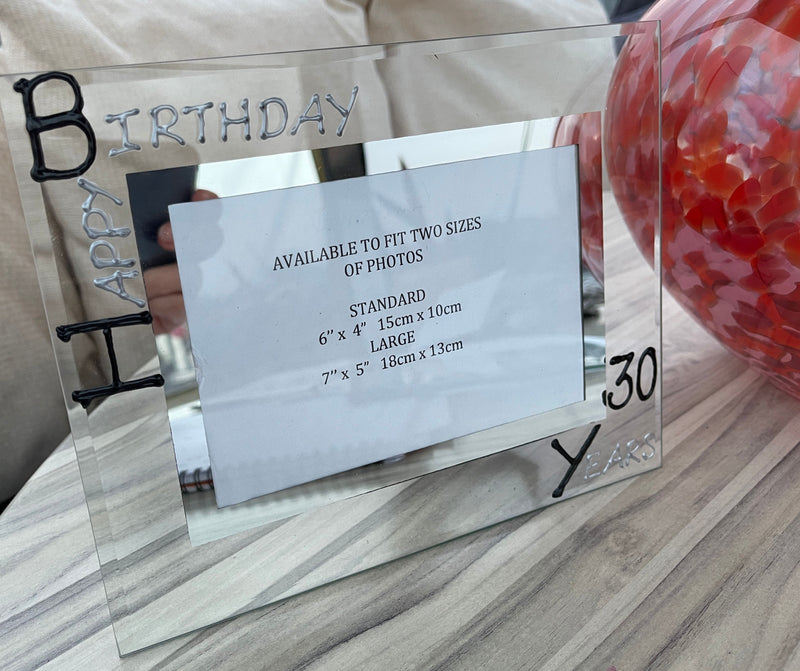 HAPPY
BIRTHDAY
AVAILABLE TO FIT TWO SIZES
OF PHOTOS
STANDARD
6’’ x 4’’ 15cm x 10cm
LARGE
7’’ x 5’’ 18cm x 13cm
30
YEARS